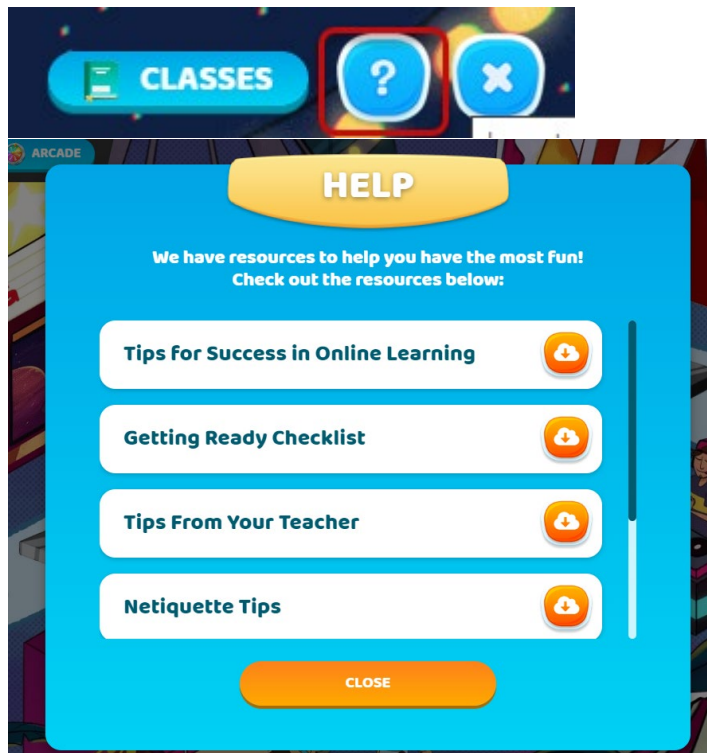 CLASSES
?
ARCADE
HELP
We have resources to help you have the most fun!
Check out the resources below:
Tips for Success in Online Learning
Getting Ready Checklist
Tips From Your Teacher
Netiquette Tips
CLOSE